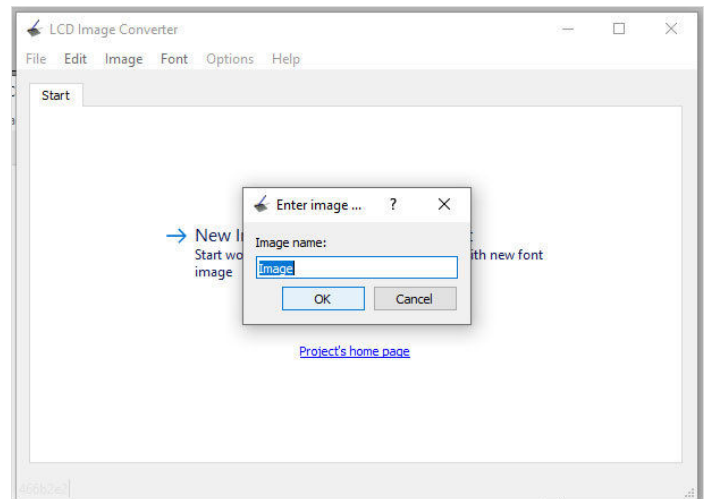 LCD Image Converter
File Edit Image Font Options Help
Start
Enter image ... ?
New I
Start wo
image
ith new font
Image name:
Image
OK Cancel
Project's home page
466b2e2